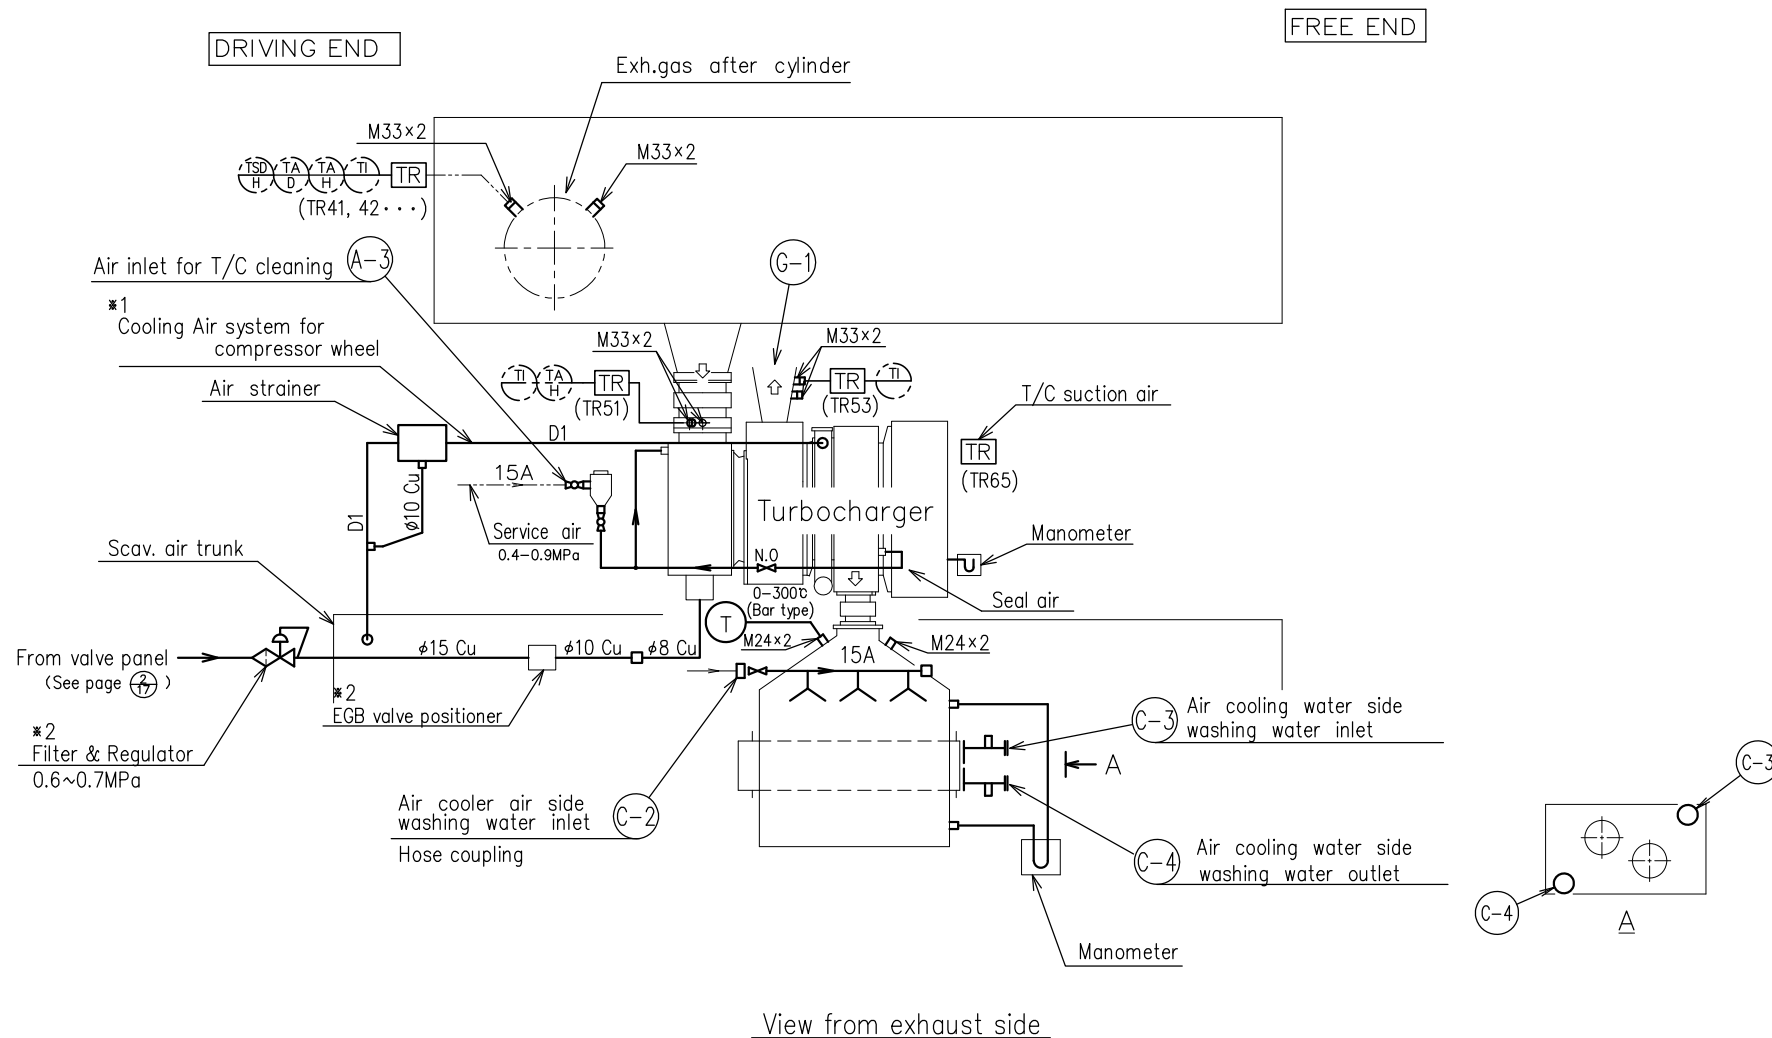 DRIVING END
FREE END
Exh.gas after cylinder
M33×2
M33×2
TSD
H
TA
D
TA
H
TI
TR
(TR41, 42･･･)
Air inlet for T/C cleaning
A-3
G-1
※1
Cooling Air system for
compressor wheel
M33×2
M33×2
Air strainer
TI
TA
H
TR
(TR51)
TR
TI
(TR53)
T/C suction air
TR
(TR65)
D1
15A
ø10 Cu
D1
Turbocharger
Service air
0.4-0.9MPa
N.O
Manometer
Scav. air trunk
0-300℃
(Bar type)
T
M24×2
M24×2
Seal air
From valve panel
(See page 2/17 )
ø15 Cu
ø10 Cu
ø8 Cu
15A
※2
EGB valve positioner
※2
Filter & Regulator
0.6~0.7MPa
C-3
Air cooling water side
washing water inlet
A
Air cooler air side
washing water inlet
C-2
Hose coupling
C-4
Air cooling water side
washing water outlet
Manometer
C-3
C-4
A
View from exhaust side